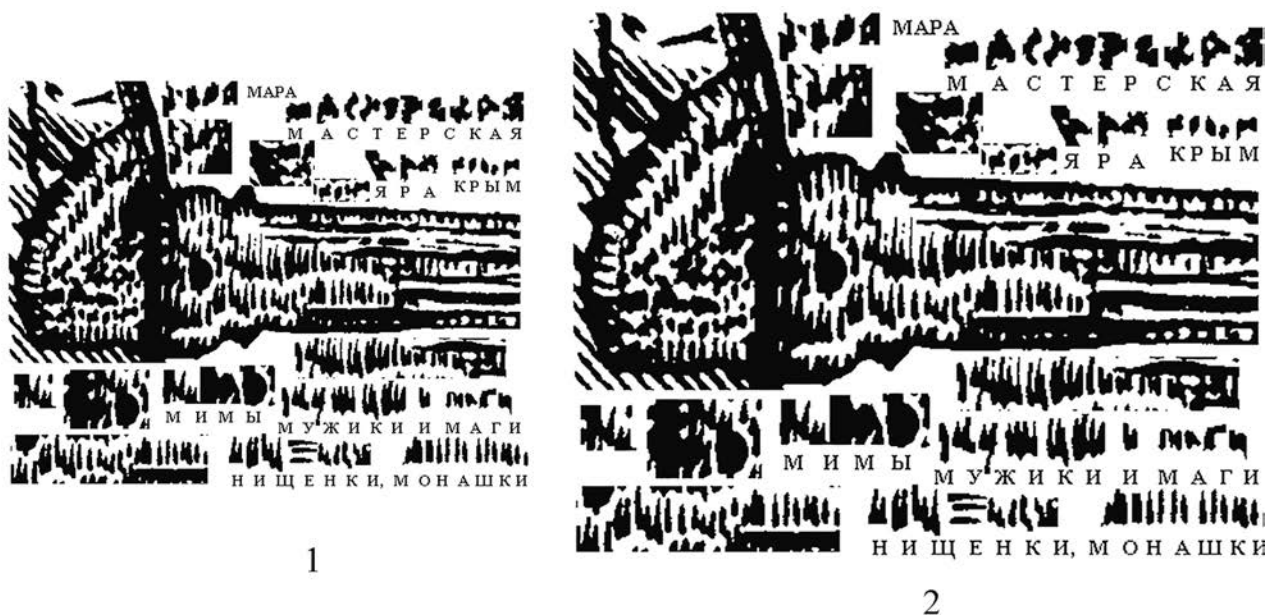 МАРА
МАСТЕРСКАЯ
ЯРА КРЫМ
МИМЫ
МУЖИКИ И МАГИ
НИЩЕНКИ, МОНАШКИ
1
МАРА
МАСТЕРСКАЯ
ЯРА КРЫМ
МИМЫ
МУЖИКИ И МАГИ
НИЩЕНКИ, МОНАШКИ
2